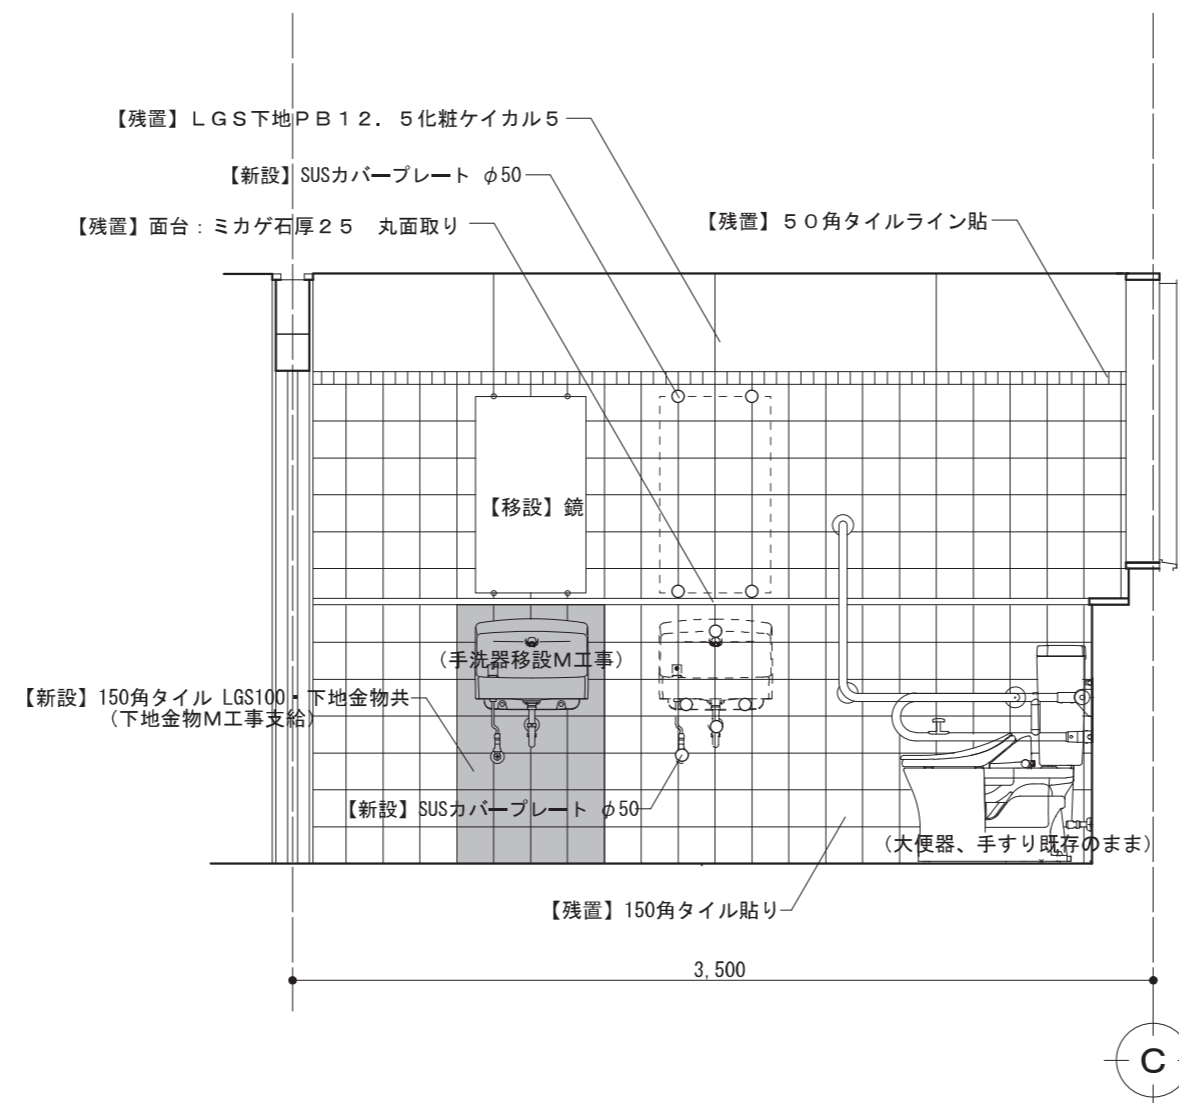 【残置】ＬＧＳ下地ＰＢ１２．５化粧ケイカル５
【新設】SUSカバープレート φ50
【残置】面台：ミカゲ石厚２５　丸面取り
【残置】５０角タイルライン貼
【移設】鏡
(手洗器移設M工事)
【新設】150角タイル LGS100・下地金物共
(下地金物M工事支給)
【新設】SUSカバープレート φ50
(大便器、手すり既存のまま)
【残置】150角タイル貼り
3,500
C